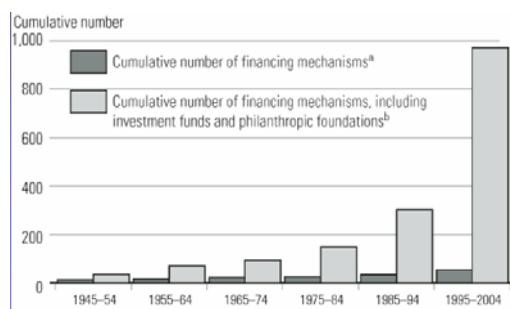 Cumulative number
1,000
Cumulative number of financing mechanismsᵃ
800
Cumulative number of financing mechanisms, including
investment funds and philanthropic foundationsᵇ
600
400
200
0
1945–54 1955–64 1965–74 1975–84 1985–94 1995–2004